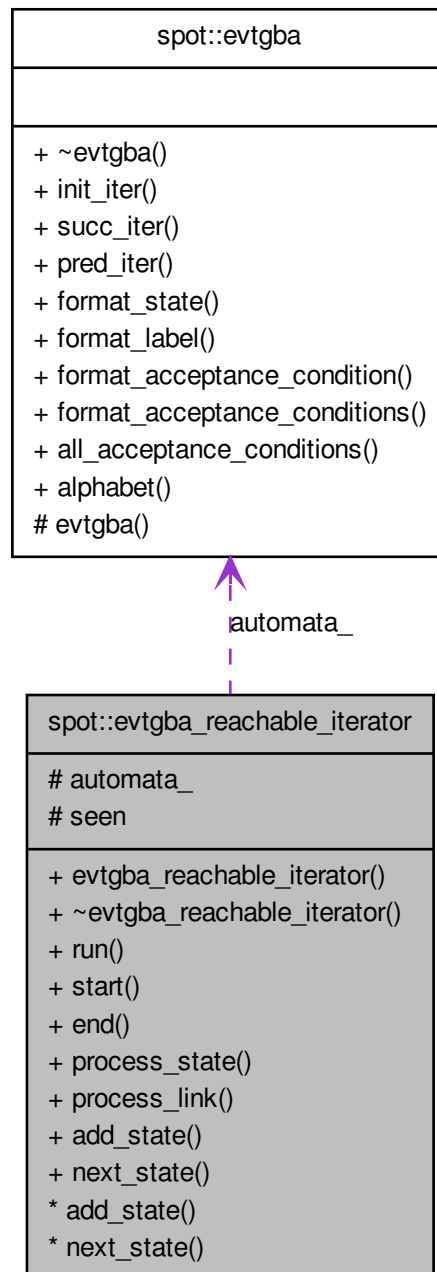 spot::evtgba
+ ~evtgba()
+ init_iter()
+ succ_iter()
+ pred_iter()
+ format_state()
+ format_label()
+ format_acceptance_condition()
+ format_acceptance_conditions()
+ all_acceptance_conditions()
+ alphabet()
# evtgba()
automata_
spot::evtgba_reachable_iterator
# automata_
# seen
+ evtgba_reachable_iterator()
+ ~evtgba_reachable_iterator()
+ run()
+ start()
+ end()
+ process_state()
+ process_link()
+ add_state()
+ next_state()
* add_state()
* next_state()